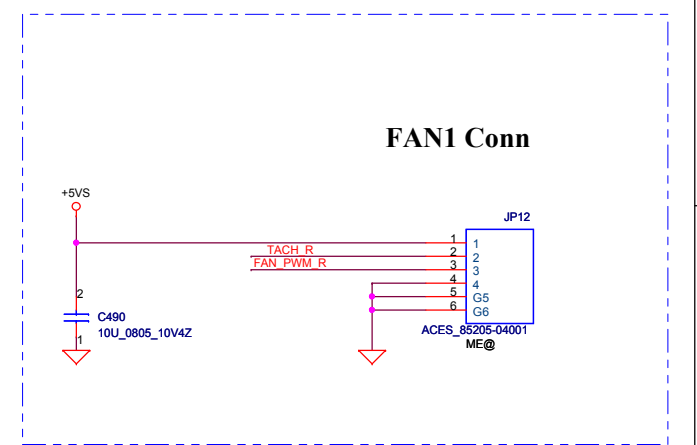 FAN1 Conn
+5VS
JP12
1 1
TACH_R 2 2
FAN_PWM_R 3 3
4 4
5 G5
2
6 G6
C490
ACES_85205-04001
10U_0805_10V4Z
1
ME@